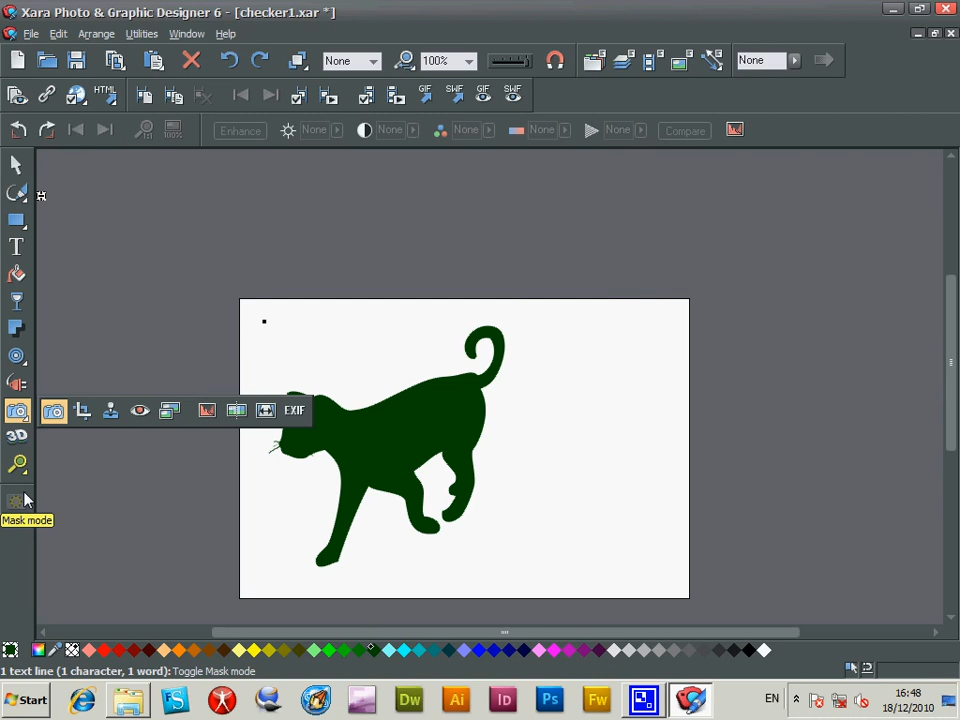 Xara Photo & Graphic Designer 6 - [checker1.xar *]
File Edit Arrange Utilities Window Help
None 100% None
HTML GIF SWF GIF SWF
Enhance None None None None None Compare
T
EXIF
3D
Mask mode
1 text line (1 character, 1 word): Toggle Mask mode
Start Dw Ai Id Ps Fw EN 16:48
18/12/2010